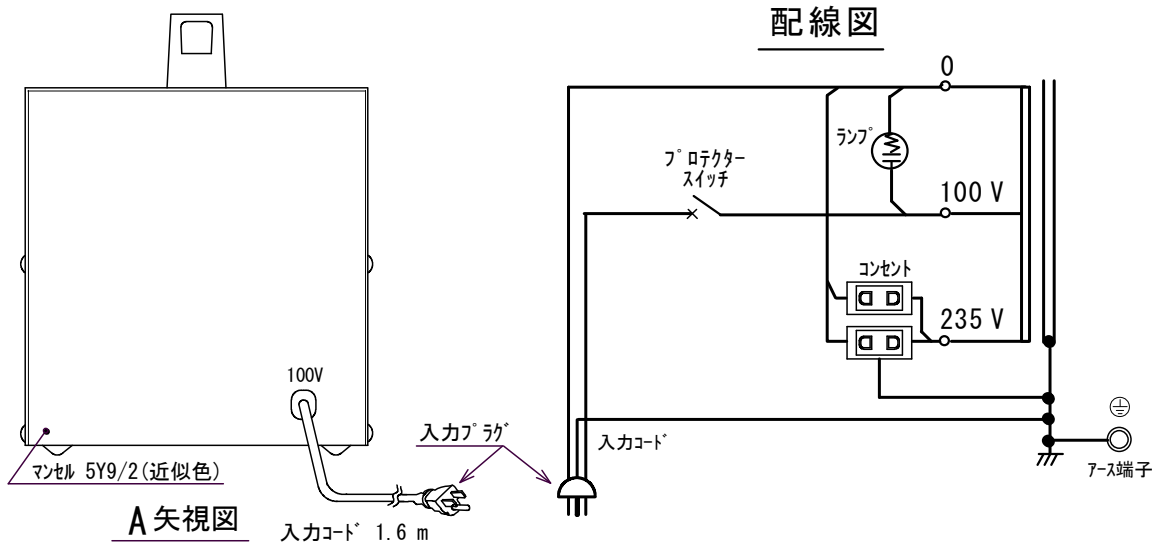 配線図
0
ランプ
プロテクター
スイッチ
100 V
コンセント
235 V
100V
入力プラグ
入力コード
アース端子
マンセル 5Y9/2(近似色)
A矢視図
入力コード 1.6 m